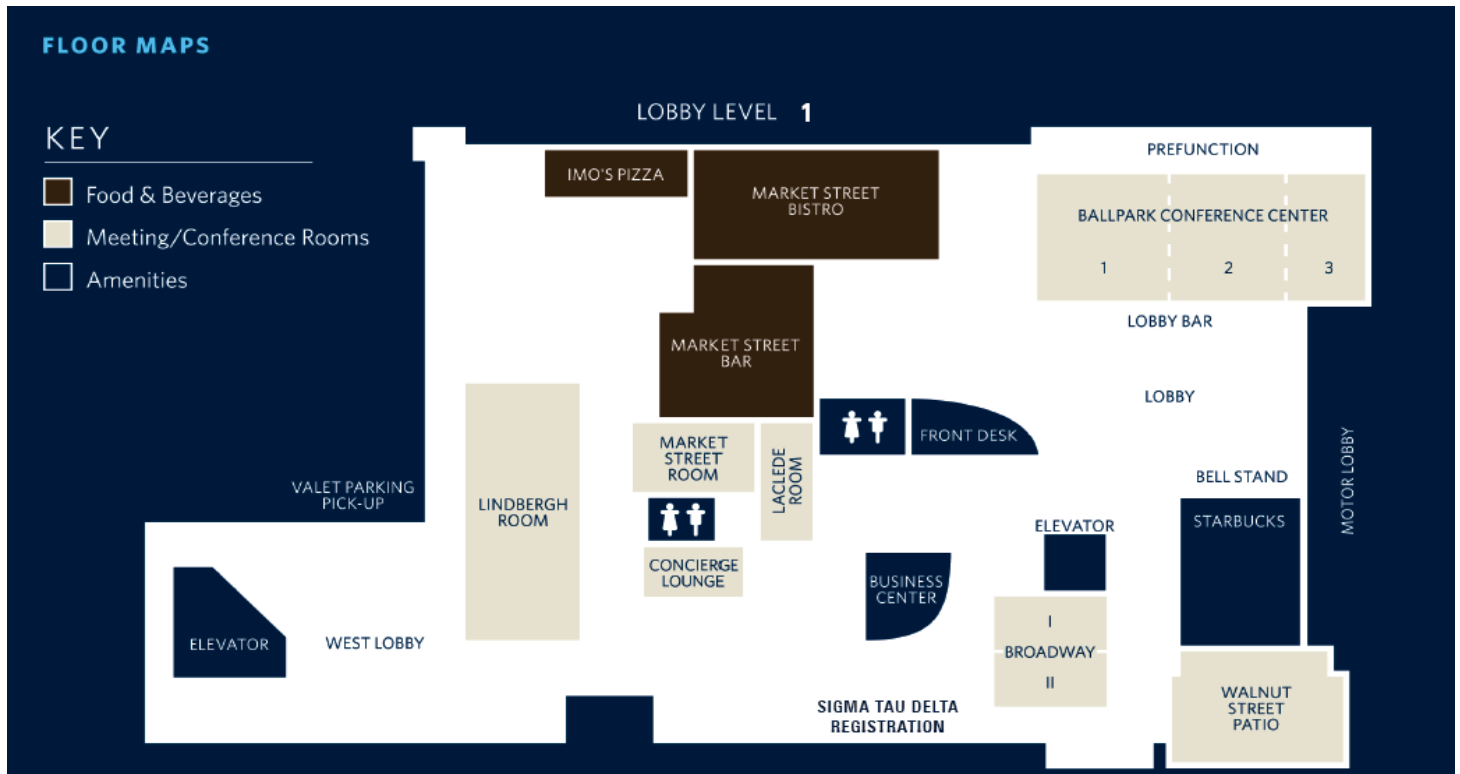 FLOOR MAPS
LOBBY LEVEL 1
KEY
Food & Beverages
Meeting/Conference Rooms
Amenities
IMO'S PIZZA
MARKET STREET
BISTRO
PREFUNCTION
BALLPARK CONFERENCE CENTER
1
2
3
LOBBY BAR
MARKET STREET
BAR
LOBBY
FRONT DESK
MARKET
STREET
ROOM
LACLEDE
ROOM
MOTOR LOBBY
VALET PARKING
PICK-UP
LINDBERGH
ROOM
BELL STAND
STARBUCKS
ELEVATOR
CONCIERGE
LOUNGE
BUSINESS
CENTER
I
BROADWAY
II
ELEVATOR
WEST LOBBY
SIGMA TAU DELTA
REGISTRATION
WALNUT
STREET
PATIO